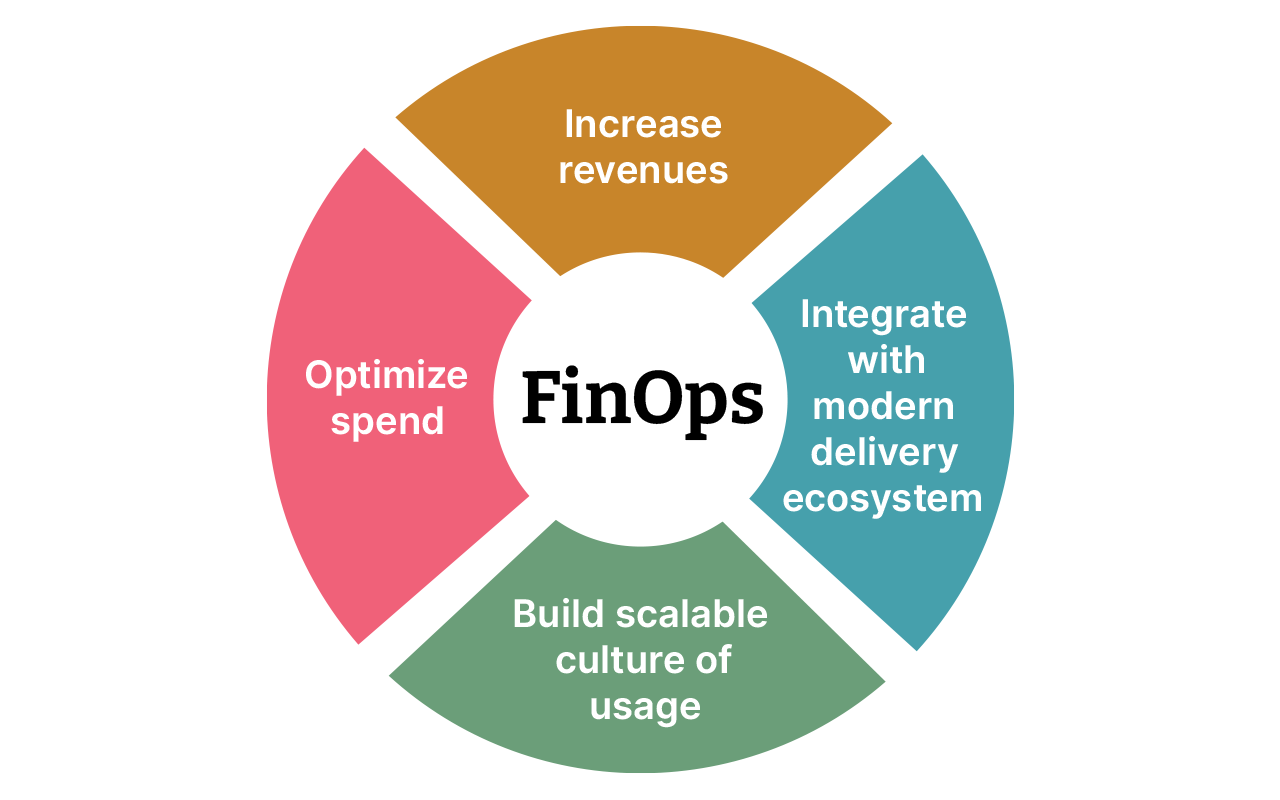 Increase
revenues
Integrate
with
modern
delivery
ecosystem
Optimize
spend
FinOps
Build scalable
culture of
usage